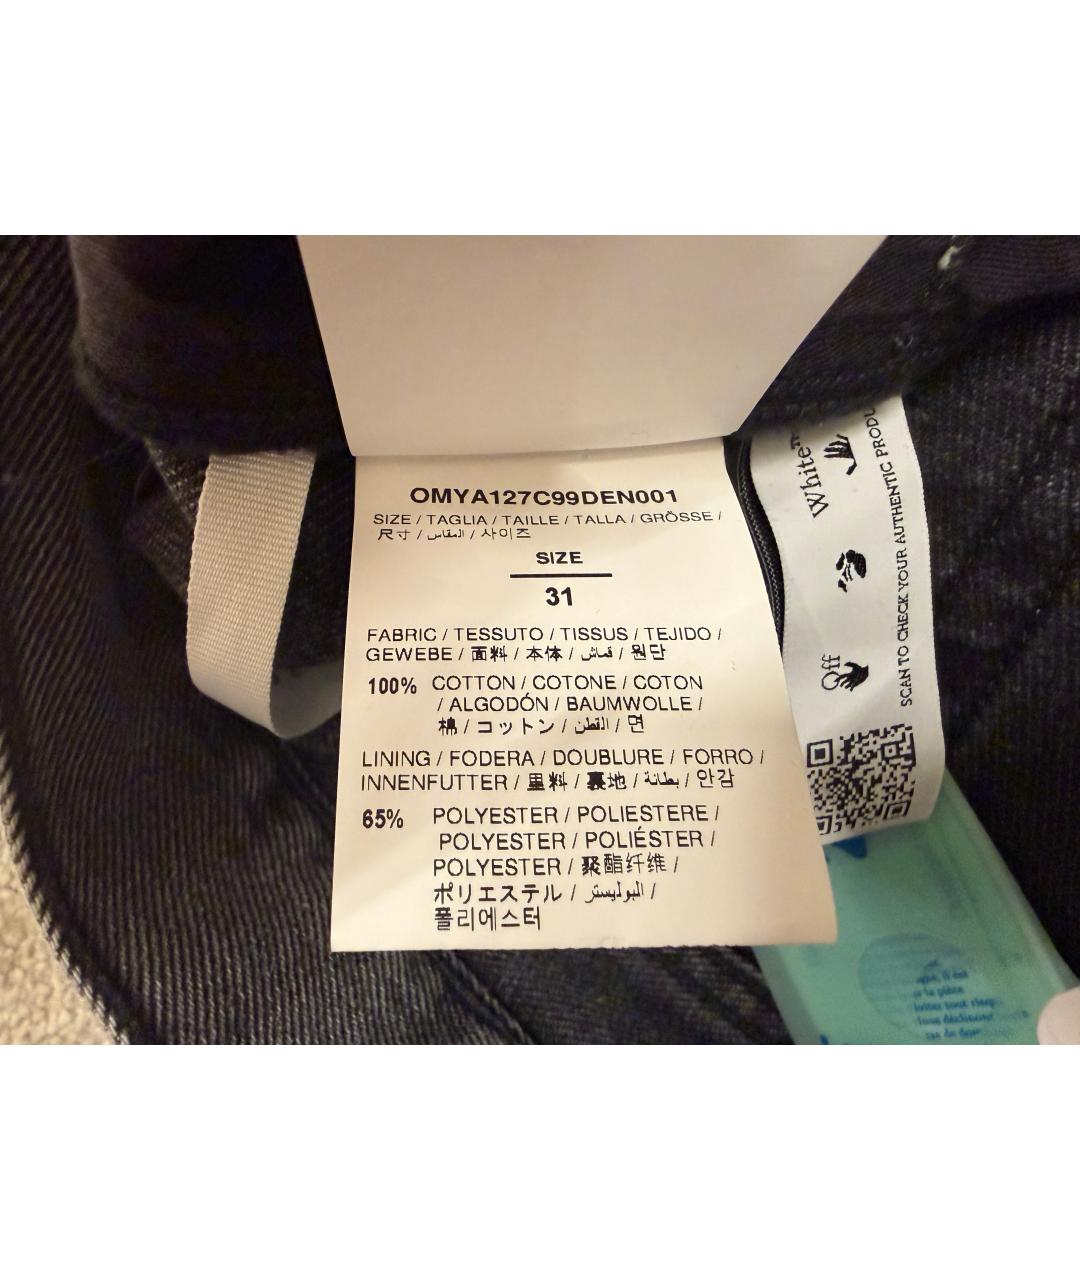 OMYA127C99DEN001
SIZE / TAGLIA / TAILLE / TALLA / GRÖSSE /
尺寸 / المقاس / 사이즈
SIZE
31
FABRIC / TESSUTO / TISSUS / TEJIDO /
GEWEBE / 面料 / 本体 / قماش / 원단
100% COTTON / COTONE / COTON
/ ALGODÓN / BAUMWOLLE /
棉 / コットン / القطن / 면
LINING / FODERA / DOUBLURE / FORRO /
INNENFUTTER / 里料 / 裏地 / بطانة / 안감
65% POLYESTER / POLIESTERE /
POLYESTER / POLIÉSTER /
POLYESTER / 聚酯纤维 /
ポリエステル / البوليستر /
폴리에스터
Off White™
SCAN TO CHECK YOUR AUTHENTIC PRODU